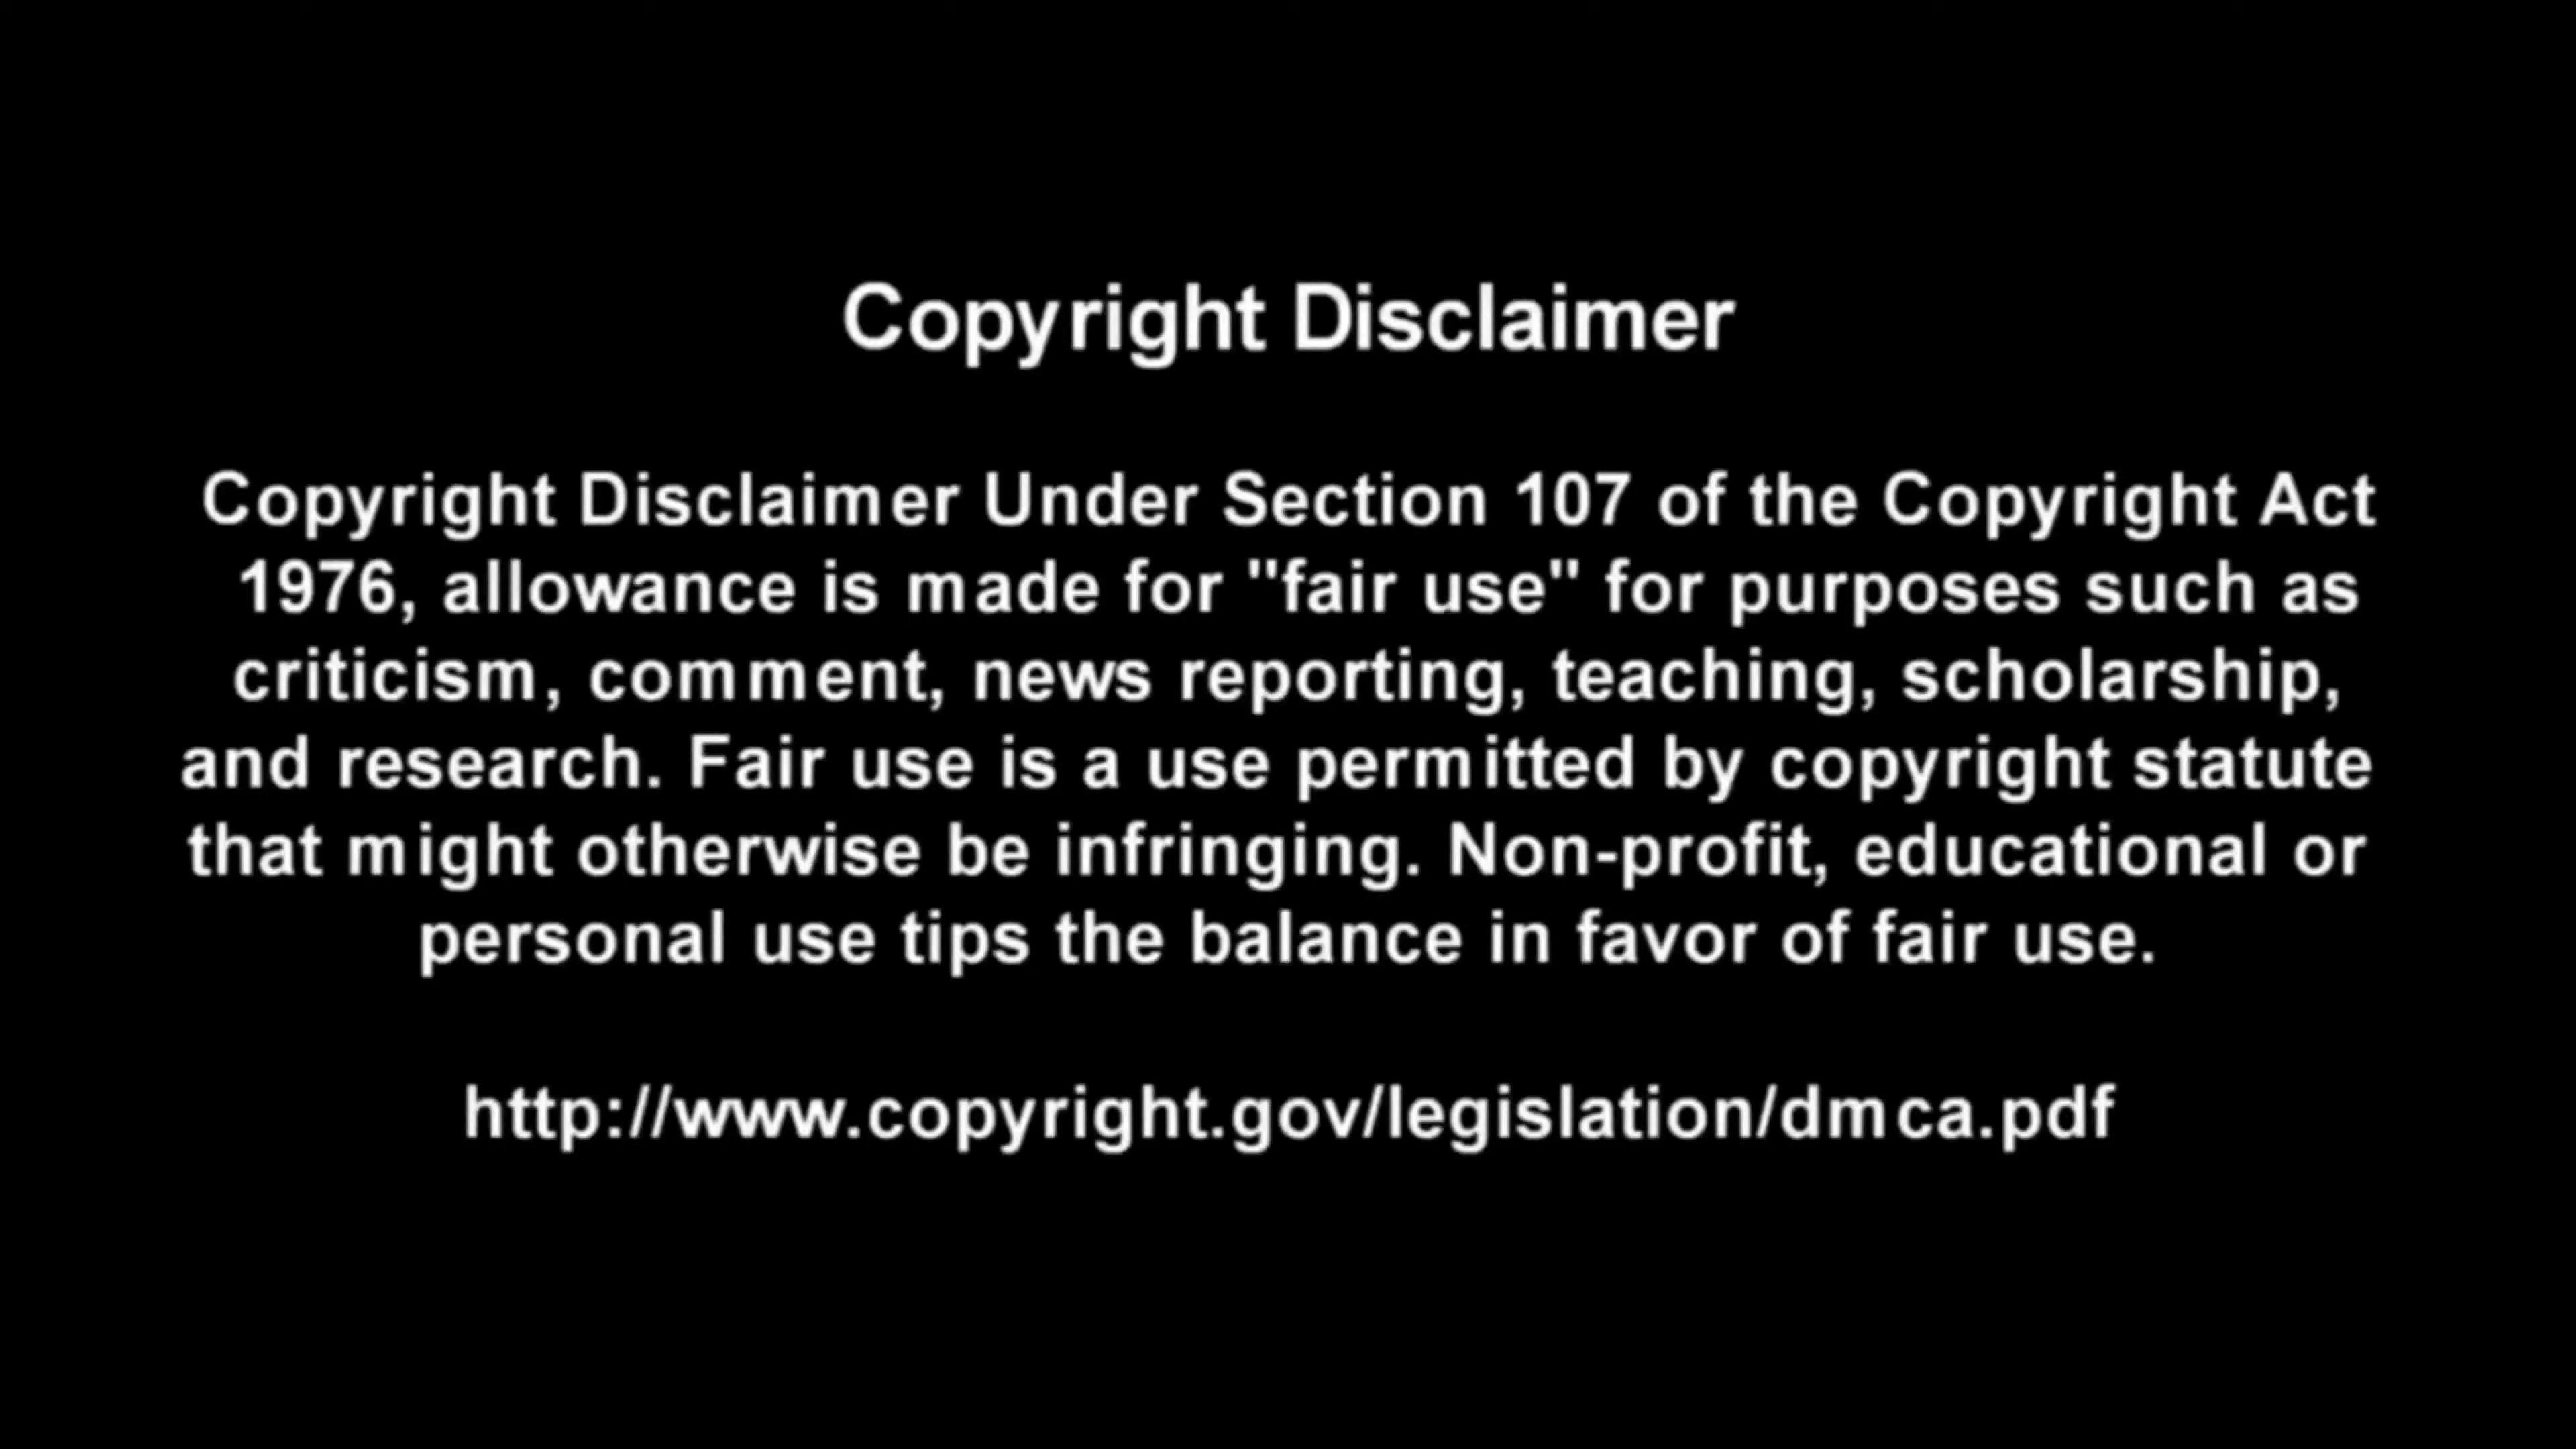 Copyright Disclaimer
Copyright Disclaimer Under Section 107 of the Copyright Act
1976, allowance is made for "fair use" for purposes such as
criticism, comment, news reporting, teaching, scholarship,
and research. Fair use is a use permitted by copyright statute
that might otherwise be infringing. Non-profit, educational or
personal use tips the balance in favor of fair use.
http://www.copyright.gov/legislation/dmca.pdf